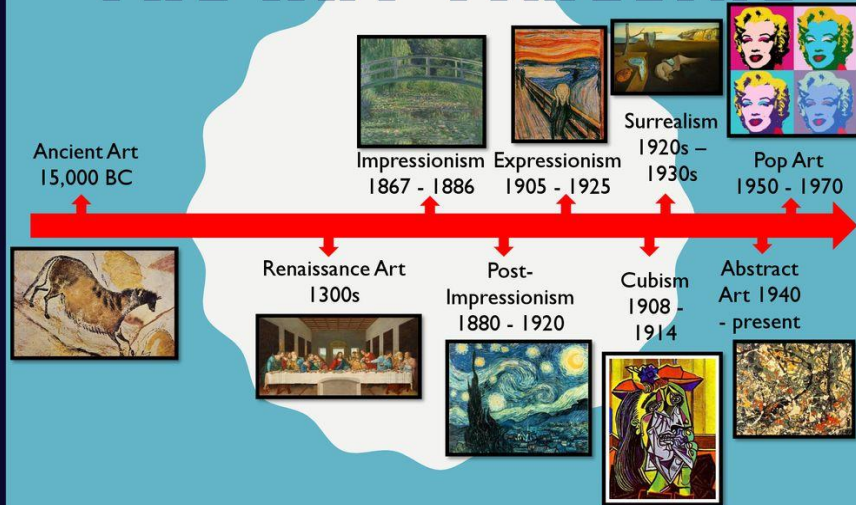 Ancient Art
15,000 BC
Impressionism
1867 - 1886
Expressionism
1905 - 1925
Surrealism
1920s –
1930s
Pop Art
1950 - 1970
Renaissance Art
1300s
Post-
Impressionism
1880 - 1920
Cubism
1908 -
1914
Abstract
Art 1940
- present